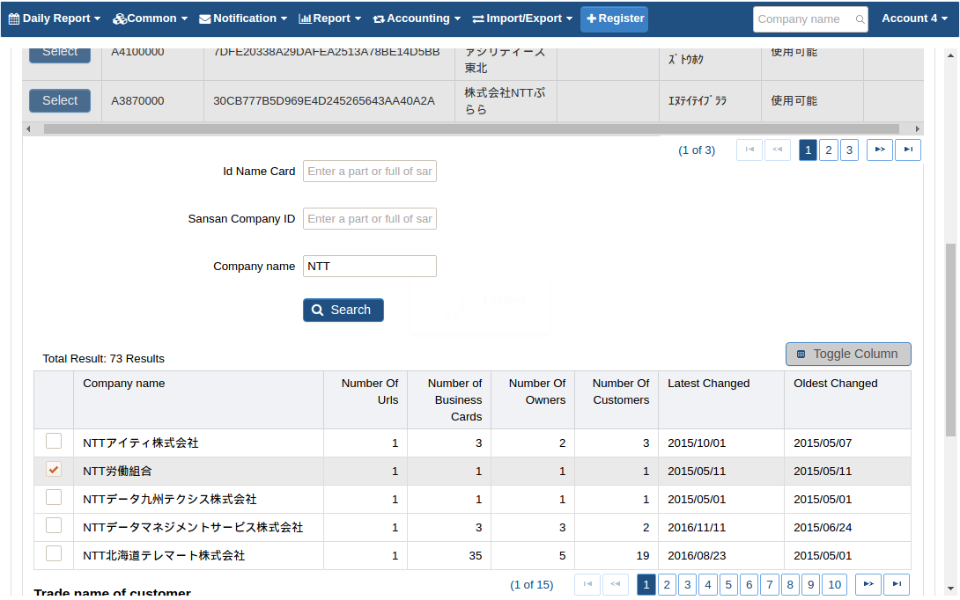 Daily Report Common Notification Report Accounting Import/Export Register Company name Account 4
Select A4100000 7DFE20338A29DAFEA2513A78BE14D5BB ァシリティーズ ｽﾞﾄｳﾎｸ 使用可能
東北
Select A3870000 30CB777B5D969E4D245265643AA40A2A 株式会社NTTぷ ｴﾇﾃｲﾃｲﾌﾟﾗﾗ 使用可能
らら
(1 of 3) 1 2 3
Id Name Card Enter a part or full of sar
Sansan Company ID Enter a part or full of sar
Company name NTT
Search
Total Result: 73 Results Toggle Column
Company name Number Of Number of Number Of Number Of Latest Changed Oldest Changed
Urls Business Owners Customers
Cards
NTTアイティ株式会社 1 3 2 3 2015/10/01 2015/05/07
NTT労働組合 1 1 1 1 2015/05/11 2015/05/11
NTTデータ九州テクシス株式会社 1 1 1 1 2015/05/01 2015/05/01
NTTデータマネジメントサービス株式会社 1 3 3 2 2016/11/11 2015/06/24
NTT北海道テレマート株式会社 1 35 5 19 2016/08/23 2015/05/01
(1 of 15) 1 2 3 4 5 6 7 8 9 10
Trade name of customer